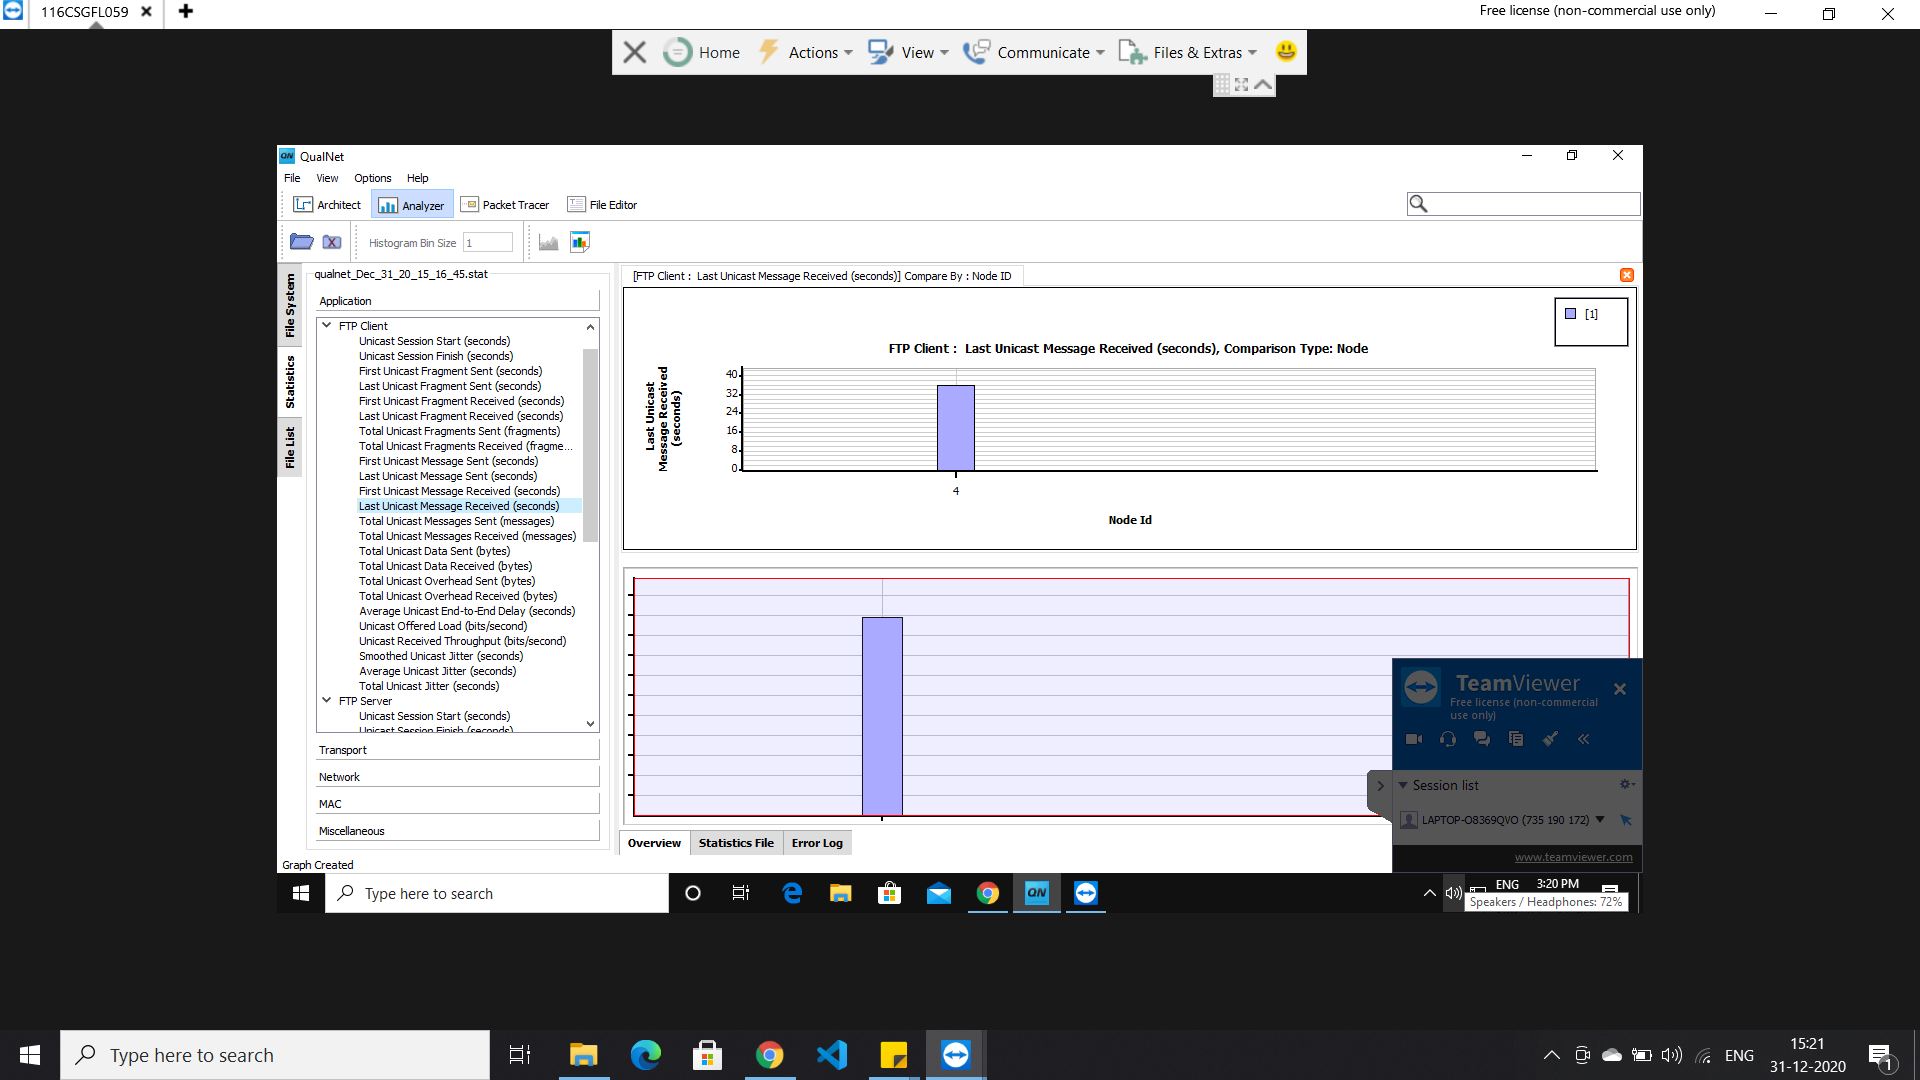 116CSGFL059
Free license (non-commercial use only)
Home Actions View Communicate Files & Extras
QN QualNet
File View Options Help
Architect Analyzer Packet Tracer File Editor
Histogram Bin Size 1
File System
Statistics
File List
qualnet_Dec_31_20_15_16_45.stat
Application
FTP Client
Unicast Session Start (seconds)
Unicast Session Finish (seconds)
First Unicast Fragment Sent (seconds)
Last Unicast Fragment Sent (seconds)
First Unicast Fragment Received (seconds)
Last Unicast Fragment Received (seconds)
Total Unicast Fragments Sent (fragments)
Total Unicast Fragments Received (fragme...
First Unicast Message Sent (seconds)
Last Unicast Message Sent (seconds)
First Unicast Message Received (seconds)
Last Unicast Message Received (seconds)
Total Unicast Messages Sent (messages)
Total Unicast Messages Received (messages)
Total Unicast Data Sent (bytes)
Total Unicast Data Received (bytes)
Total Unicast Overhead Sent (bytes)
Total Unicast Overhead Received (bytes)
Average Unicast End-to-End Delay (seconds)
Unicast Offered Load (bits/second)
Unicast Received Throughput (bits/second)
Smoothed Unicast Jitter (seconds)
Average Unicast Jitter (seconds)
Total Unicast Jitter (seconds)
FTP Server
Unicast Session Start (seconds)
Unicast Session Finish (seconds)
Transport
Network
MAC
Miscellaneous
Graph Created
[FTP Client : Last Unicast Message Received (seconds)] Compare By : Node ID
[1]
FTP Client : Last Unicast Message Received (seconds), Comparison Type: Node
Last Unicast
Message Received
(seconds)
40
32
24
16
8
0
4
Node Id
Overview Statistics File Error Log
TeamViewer
Free license (non-commercial
use only)
Session list
LAPTOP-O8369QVO (735 190 172)
www.teamviewer.com
Type here to search
QN
ENG 3:20 PM
Speakers / Headphones: 72%
Type here to search
ENG
15:21
31-12-2020
1